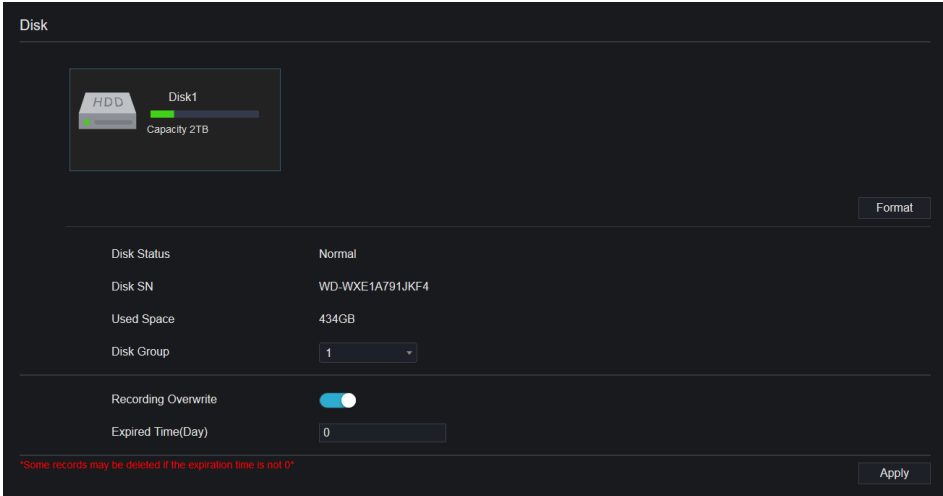 Disk
HDD
Disk1
Capacity 2TB
Format
Disk Status Normal
Disk SN WD-WXE1A791JKF4
Used Space 434GB
Disk Group 1
Recording Overwrite
Expired Time(Day) 0
*Some records may be deleted if the expiration time is not 0*
Apply